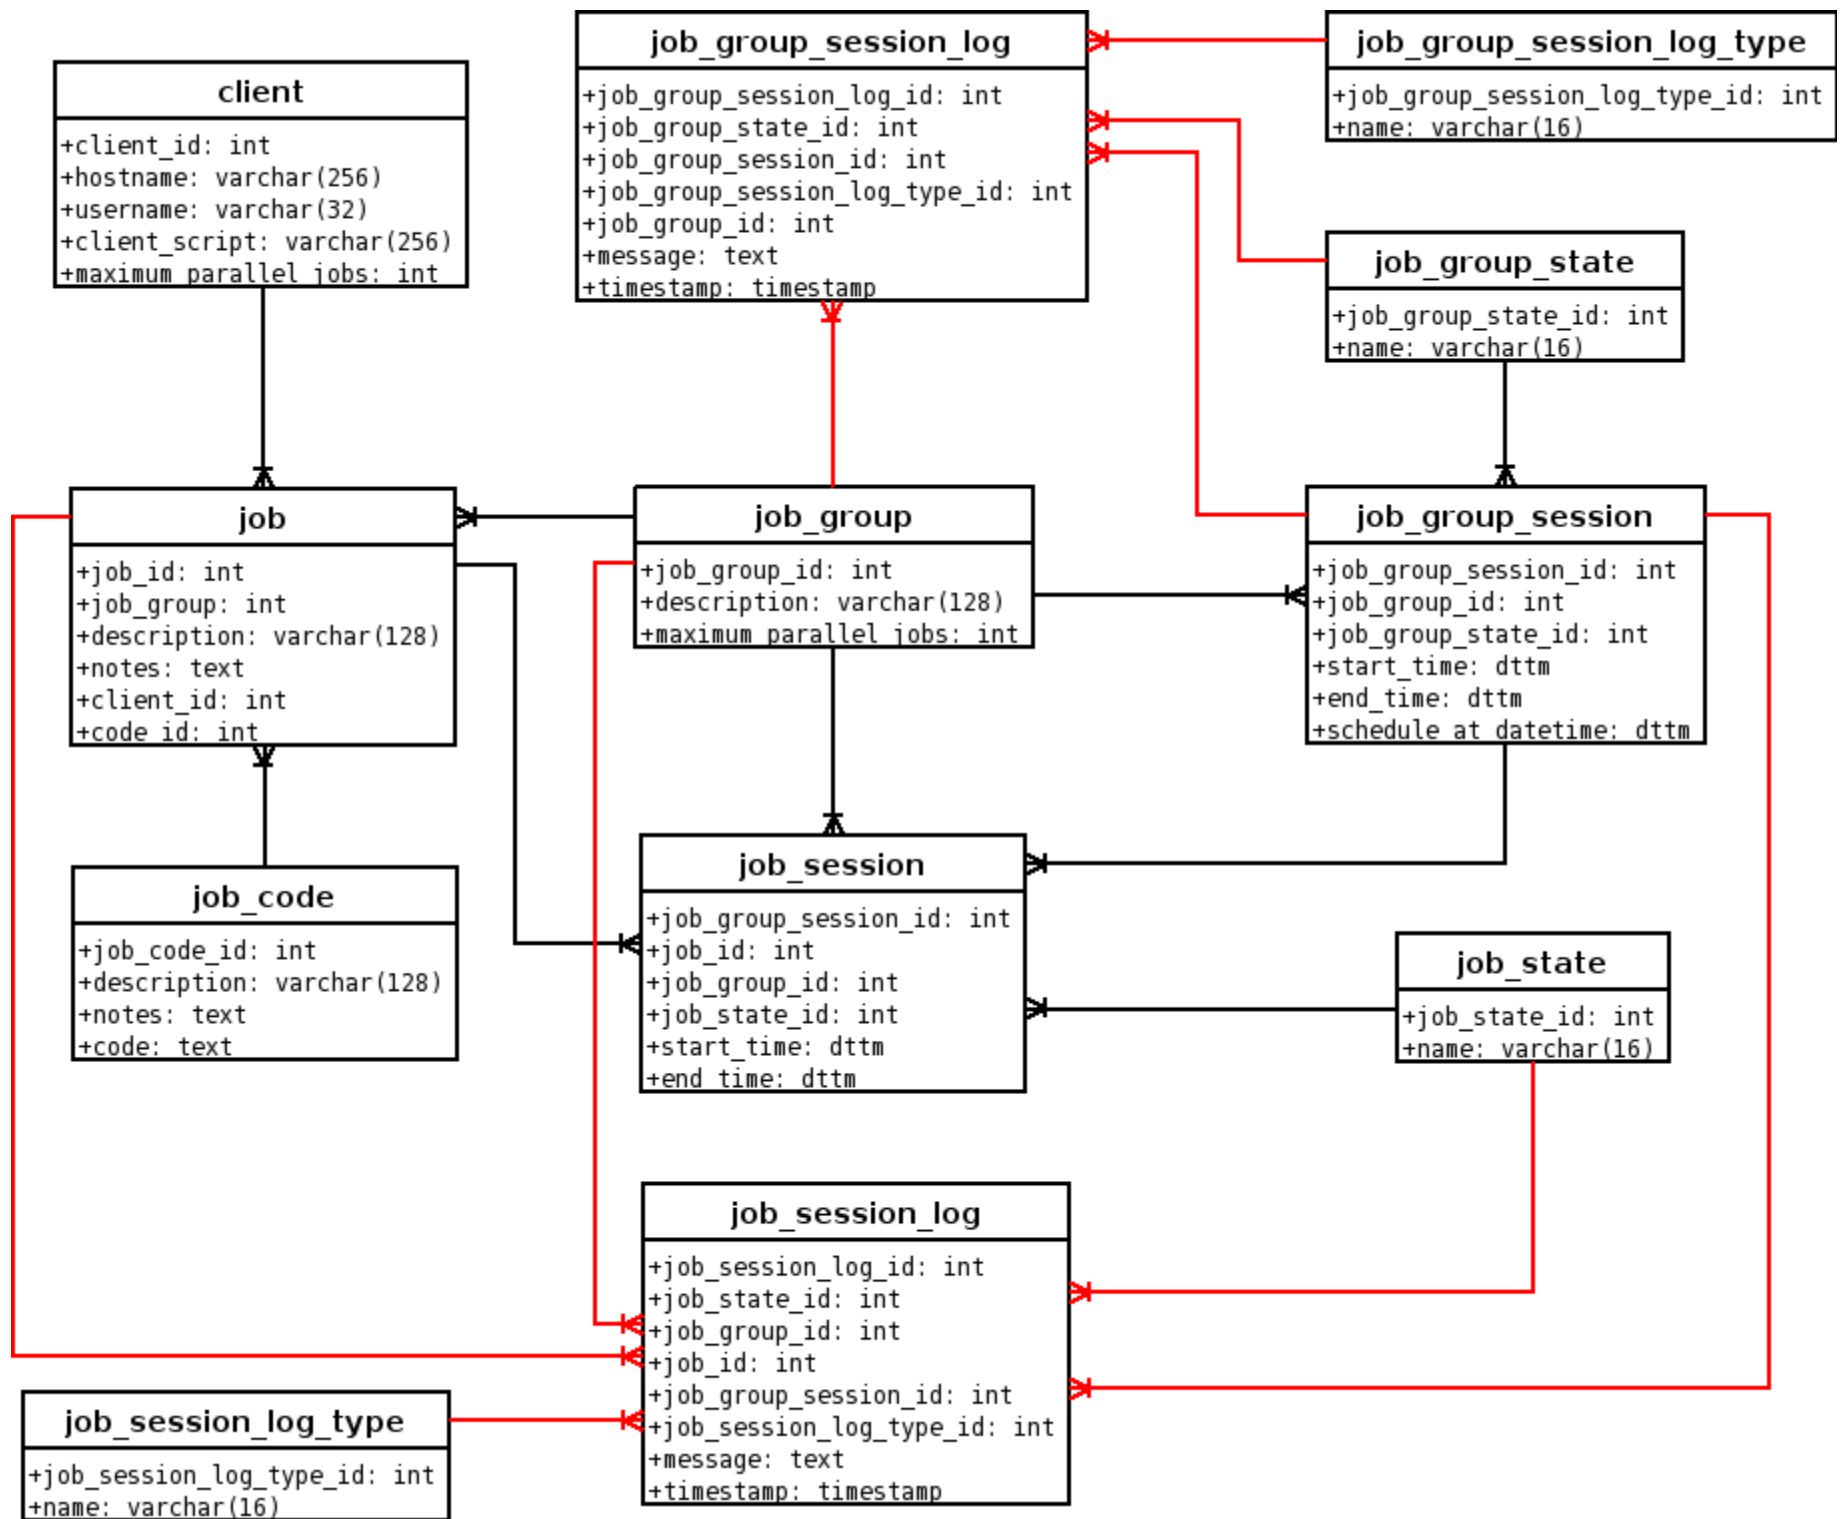 client
+client_id: int
+hostname: varchar(256)
+username: varchar(32)
+client_script: varchar(256)
+maximum_parallel_jobs: int
job_group_session_log
+job_group_session_log_id: int
+job_group_state_id: int
+job_group_session_id: int
+job_group_session_log_type_id: int
+job_group_id: int
+message: text
+timestamp: timestamp
job_group_session_log_type
+job_group_session_log_type_id: int
+name: varchar(16)
job_group_state
+job_group_state_id: int
+name: varchar(16)
job
+job_id: int
+job_group: int
+description: varchar(128)
+notes: text
+client_id: int
+code_id: int
job_group
+job_group_id: int
+description: varchar(128)
+maximum_parallel_jobs: int
job_group_session
+job_group_session_id: int
+job_group_id: int
+job_group_state_id: int
+start_time: dttm
+end_time: dttm
+schedule_at_datetime: dttm
job_code
+job_code_id: int
+description: varchar(128)
+notes: text
+code: text
job_session
+job_group_session_id: int
+job_id: int
+job_group_id: int
+job_state_id: int
+start_time: dttm
+end_time: dttm
job_state
+job_state_id: int
+name: varchar(16)
job_session_log
+job_session_log_id: int
+job_state_id: int
+job_group_id: int
+job_id: int
+job_group_session_id: int
+job_session_log_type_id: int
+message: text
+timestamp: timestamp
job_session_log_type
+job_session_log_type_id: int
+name: varchar(16)